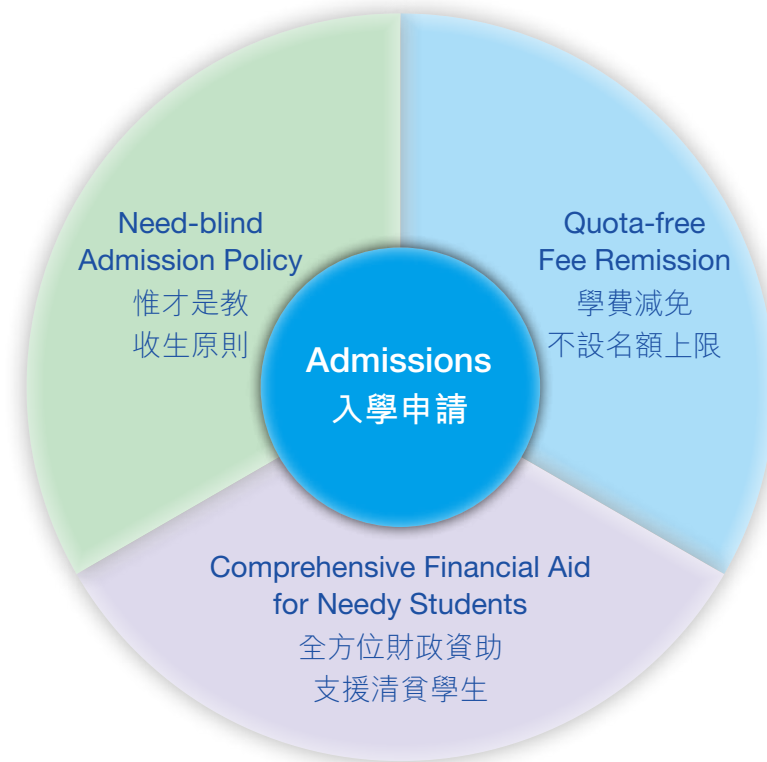 Need-blind
Admission Policy
惟才是教
收生原則
Quota-free
Fee Remission
學費減免
不設名額上限
Admissions
入學申請
Comprehensive Financial Aid
for Needy Students
全方位財政資助
支援清貧學生